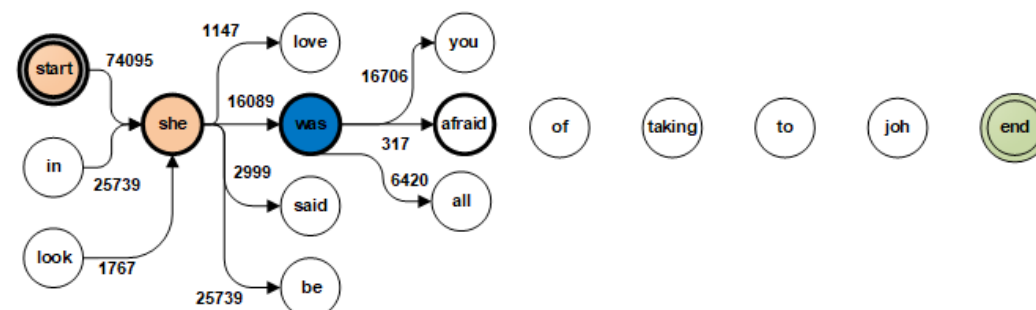 1147
love
you
start
74095
16706
16089
she
was
afraid
of
taking
to
joh
end
317
in
25739
2999
6420
said
all
look
1767
25739
be